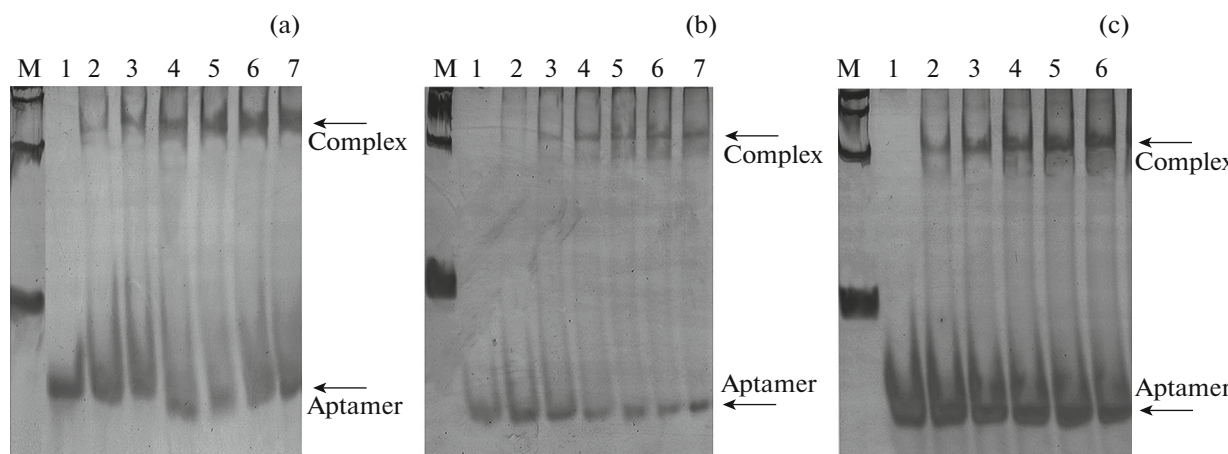 (a)
M 1 2 3 4 5 6 7
Complex
Aptamer
(b)
M 1 2 3 4 5 6 7
Complex
Aptamer
(c)
M 1 2 3 4 5 6
Complex
Aptamer